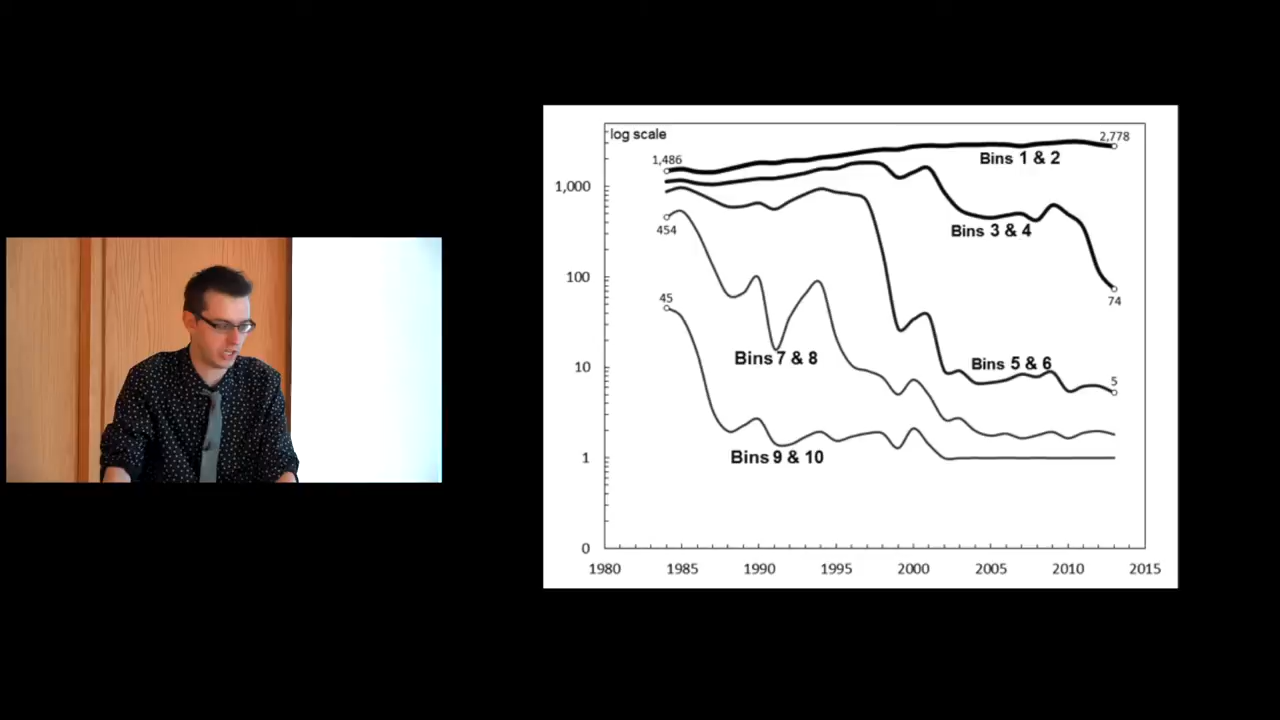 log scale
2,778
1,486
Bins 1 & 2
1,000
454
Bins 3 & 4
100
45
74
Bins 7 & 8
Bins 5 & 6
10
5
1
Bins 9 & 10
0
1980 1985 1990 1995 2000 2005 2010 2015